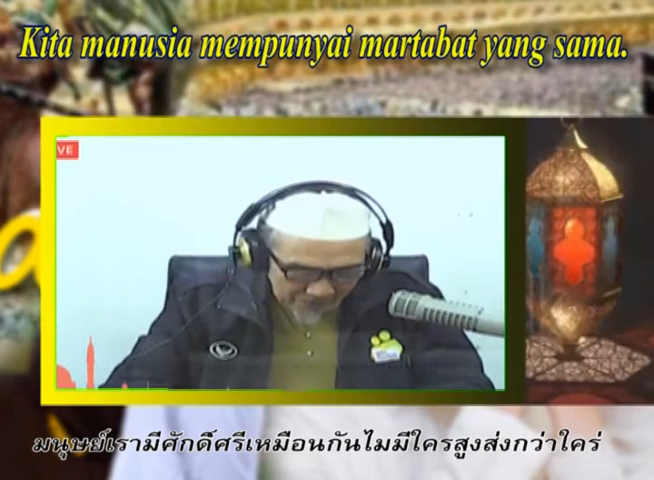 Kita manusia mempunyai martabat yang sama.
VE
มนุษย์เรามีศักดิ์ศรีเหมือนกันไม่มีใครสูงส่งกว่าใคร่